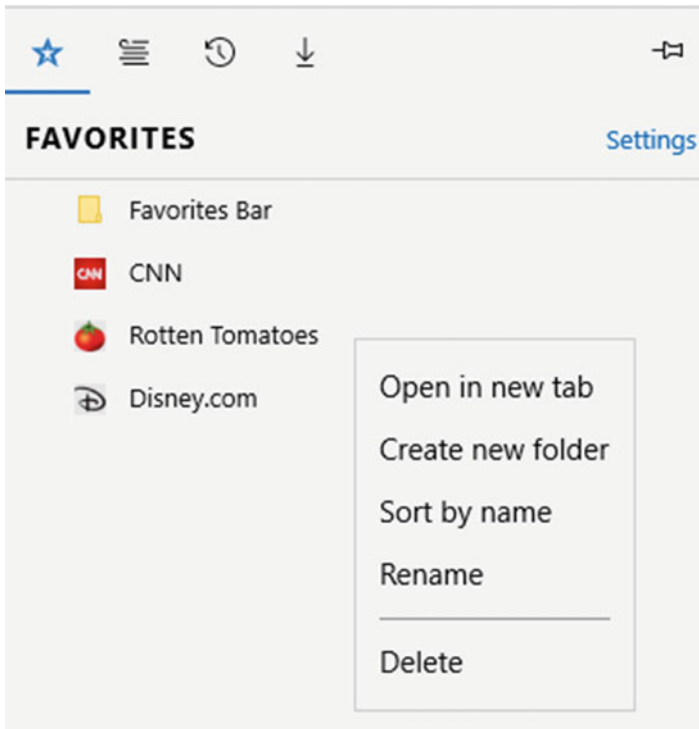 FAVORITES
Settings
Favorites Bar
CNN CNN
Rotten Tomatoes
Disney.com
Open in new tab
Create new folder
Sort by name
Rename
Delete